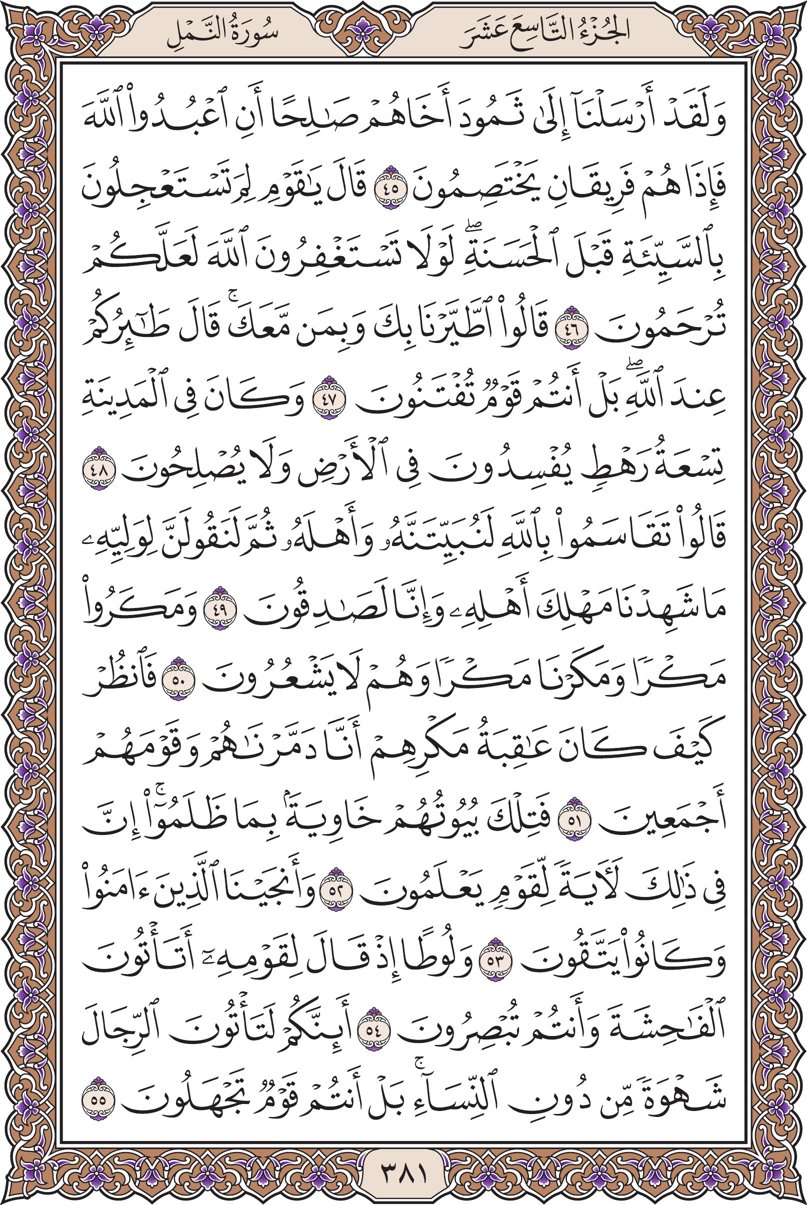 الجُزْءُ التَّاسِعَ عَشَرَ
سُورَةُ النَّمْلِ
وَلَقَدْ أَرْسَلْنَآ إِلَىٰ ثَمُودَ أَخَاهُمْ صَٰلِحًا أَنِ ٱعْبُدُوا۟ ٱللَّهَ
فَإِذَا هُمْ فَرِيقَانِ يَخْتَصِمُونَ ٤٥ قَالَ يَٰقَوْمِ لِمَ تَسْتَعْجِلُونَ
بِٱلسَّيِّئَةِ قَبْلَ ٱلْحَسَنَةِۖ لَوْلَا تَسْتَغْفِرُونَ ٱللَّهَ لَعَلَّكُمْ
تُرْحَمُونَ ٤٦ قَالُوا۟ ٱطَّيَّرْنَا بِكَ وَبِمَن مَّعَكَۚ قَالَ طَٰٓئِرُكُمْ
عِندَ ٱللَّهِۖ بَلْ أَنتُمْ قَوْمٌ تُفْتَنُونَ ٤٧ وَكَانَ فِى ٱلْمَدِينَةِ
تِسْعَةُ رَهْطٍ يُفْسِدُونَ فِى ٱلْأَرْضِ وَلَا يُصْلِحُونَ ٤٨
قَالُوا۟ تَقَاسَمُوا۟ بِٱللَّهِ لَنُبَيِّتَنَّهُۥ وَأَهْلَهُۥ ثُمَّ لَنَقُولَنَّ لِوَلِيِّهِۦ
مَا شَهِدْنَا مَهْلِكَ أَهْلِهِۦ وَإِنَّا لَصَٰدِقُونَ ٤٩ وَمَكَرُوا۟
مَكْرًا وَمَكَرْنَا مَكْرًا وَهُمْ لَا يَشْعُرُونَ ٥٠ فَٱنظُرْ
كَيْفَ كَانَ عَٰقِبَةُ مَكْرِهِمْ أَنَّا دَمَّرْنَٰهُمْ وَقَوْمَهُمْ
أَجْمَعِينَ ٥١ فَتِلْكَ بُيُوتُهُمْ خَاوِيَةًۢ بِمَا ظَلَمُوٓا۟ۚ إِنَّ
فِى ذَٰلِكَ لَـَٔايَةً لِّقَوْمٍ يَعْلَمُونَ ٥٢ وَأَنجَيْنَا ٱلَّذِينَ ءَامَنُوا۟
وَكَانُوا۟ يَتَّقُونَ ٥٣ وَلُوطًا إِذْ قَالَ لِقَوْمِهِۦٓ أَتَأْتُونَ
ٱلْفَٰحِشَةَ وَأَنتُمْ تُبْصِرُونَ ٥٤ أَئِنَّكُمْ لَتَأْتُونَ ٱلرِّجَالَ
شَهْوَةً مِّن دُونِ ٱلنِّسَآءِۚ بَلْ أَنتُمْ قَوْمٌ تَجْهَلُونَ ٥٥
٣٨١